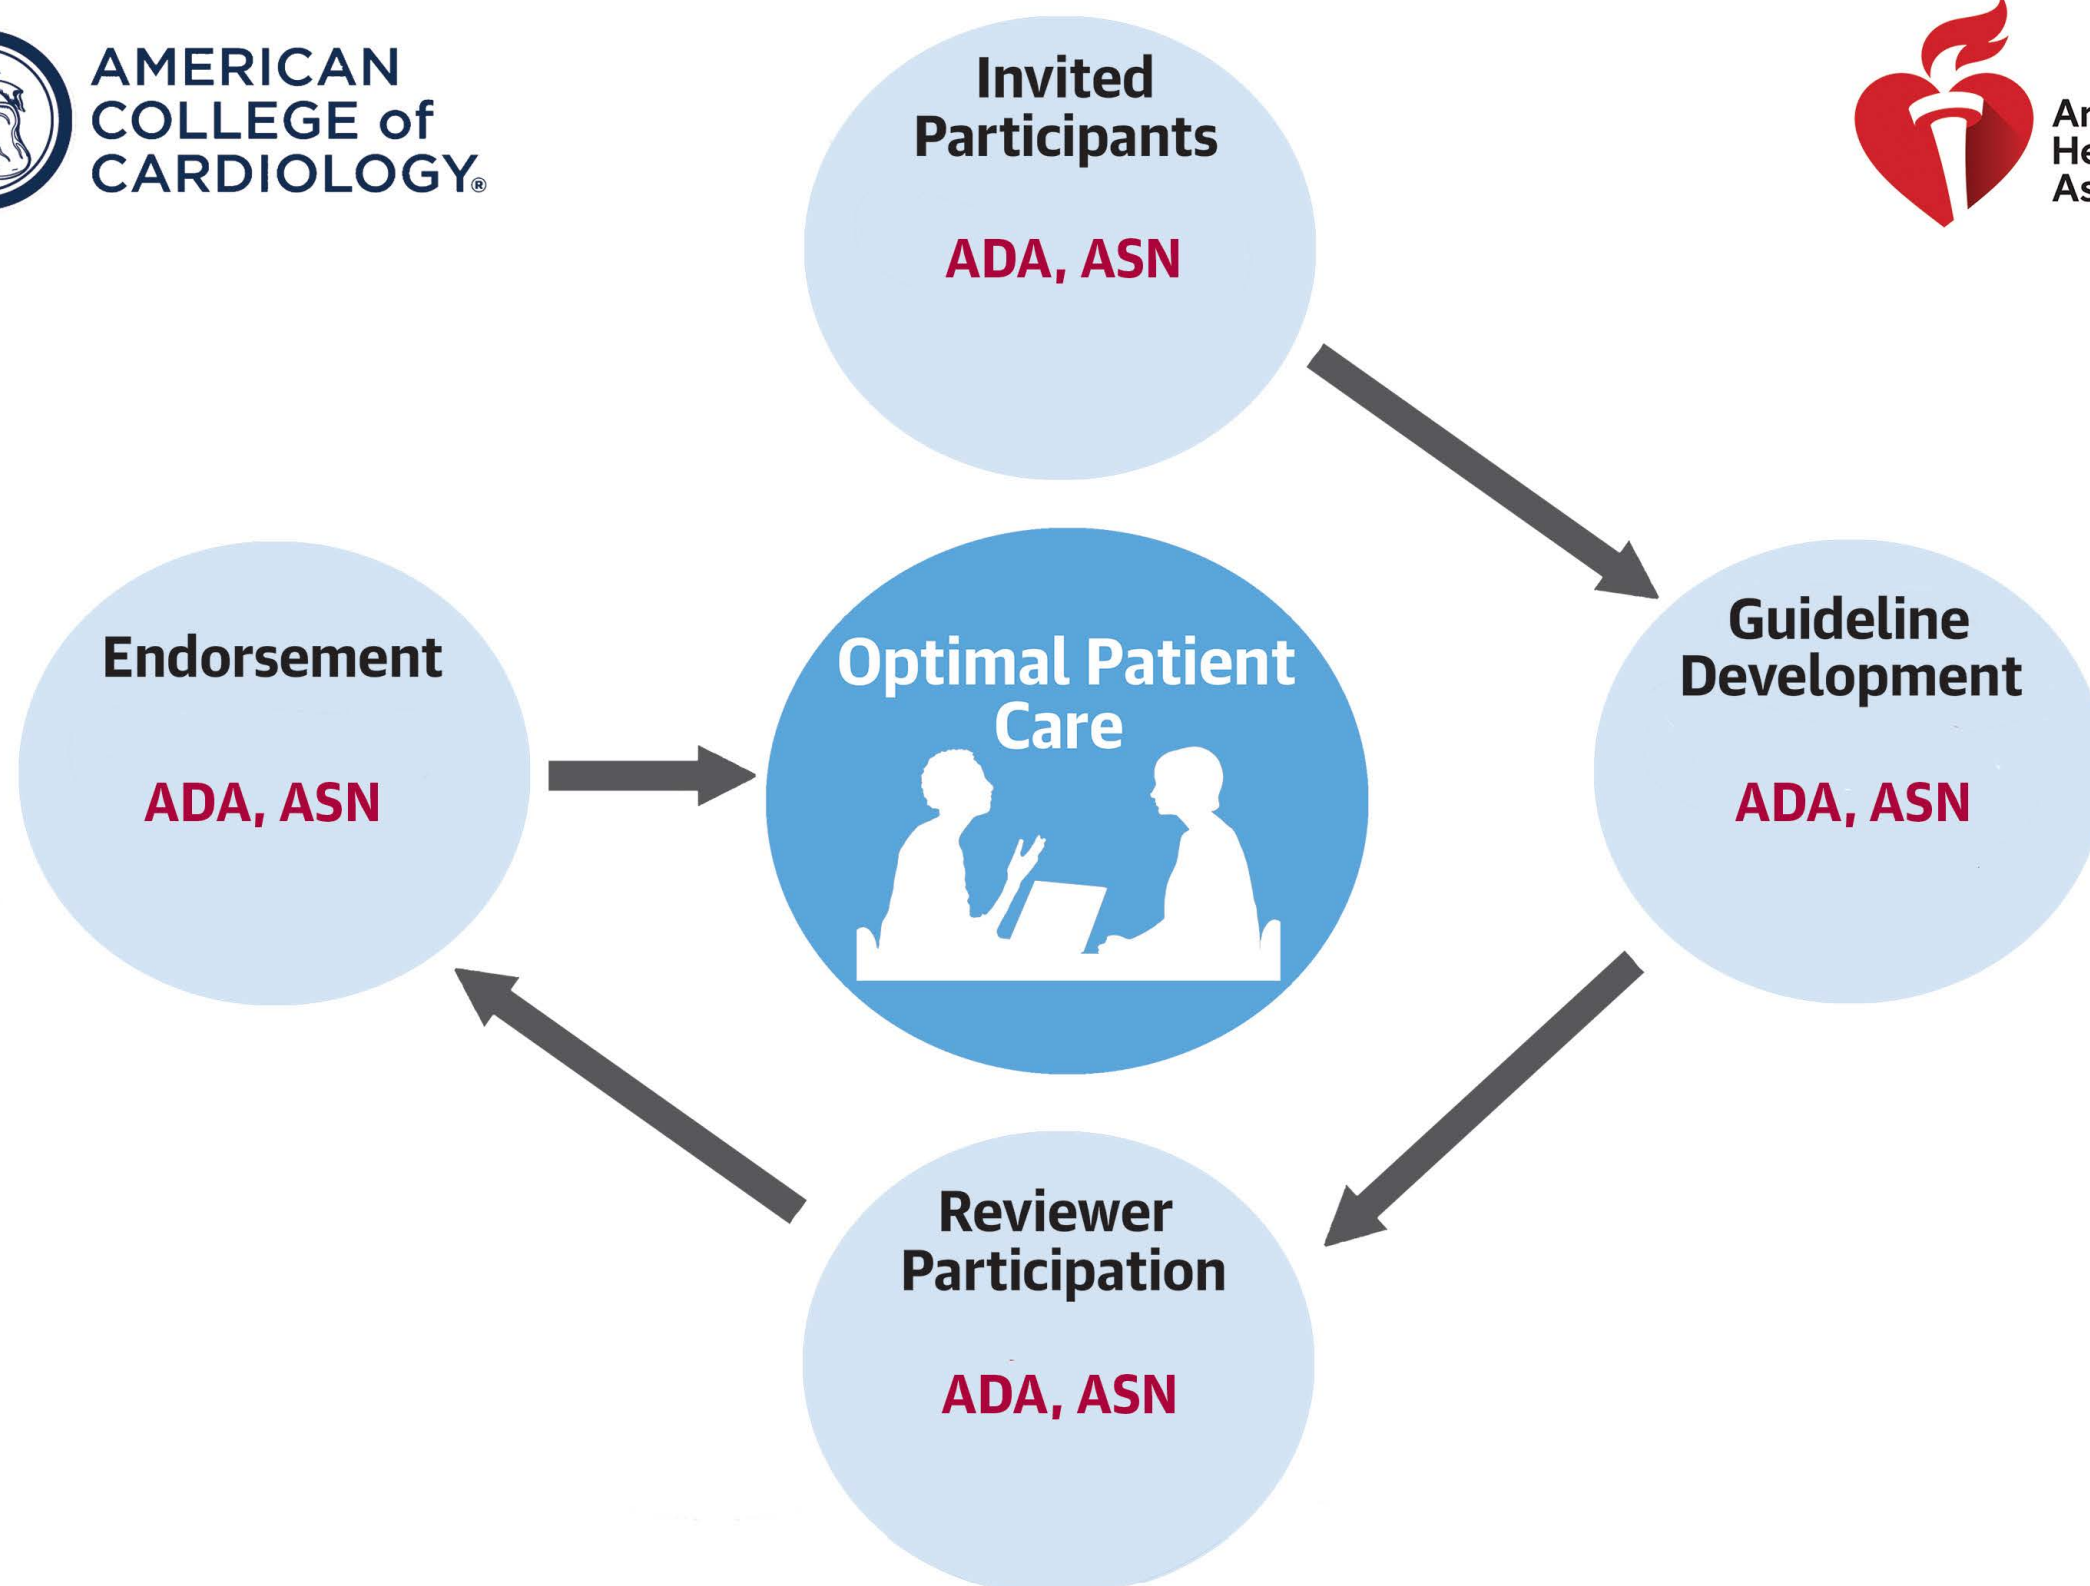 AMERICAN
COLLEGE of
CARDIOLOGY®
Invited
Participants
ADA, ASN
Guideline
Development
ADA, ASN
Endorsement
ADA, ASN
Optimal Patient
Care
Reviewer
Participation
ADA, ASN